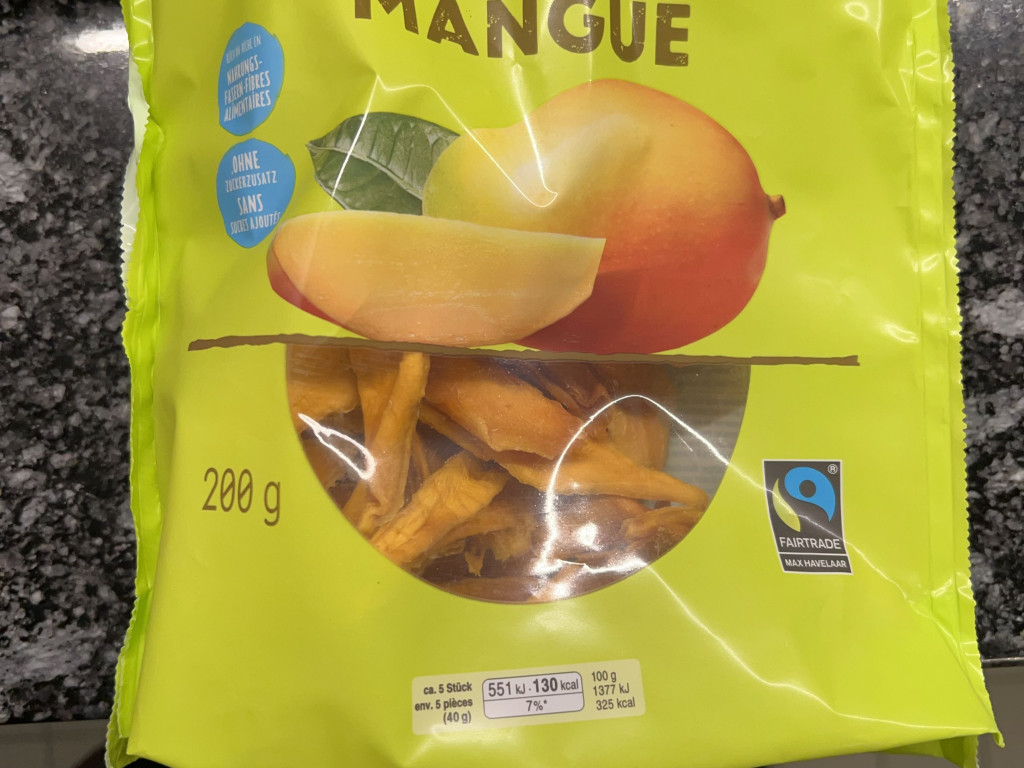 MANGUE
NAHRUNGS-
FASERN-FIBRES
ALIMENTAIRES
OHNE
ZUCKERZUSATZ
SANS
SUCRES AJOUTÉS
200 g
®
FAIRTRADE
MAX HAVELAAR
ca. 5 Stück
env. 5 pièces
(40 g)
551 kJ - 130 kcal
7%*
100 g
1377 kJ
325 kcal